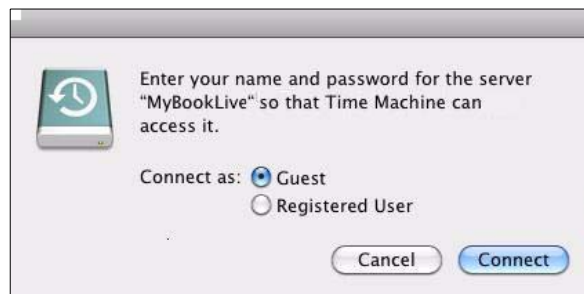 Enter your name and password for the server
“MyBookLive“ so that Time Machine can
access it.
Connect as: Guest
Registered User
Cancel Connect